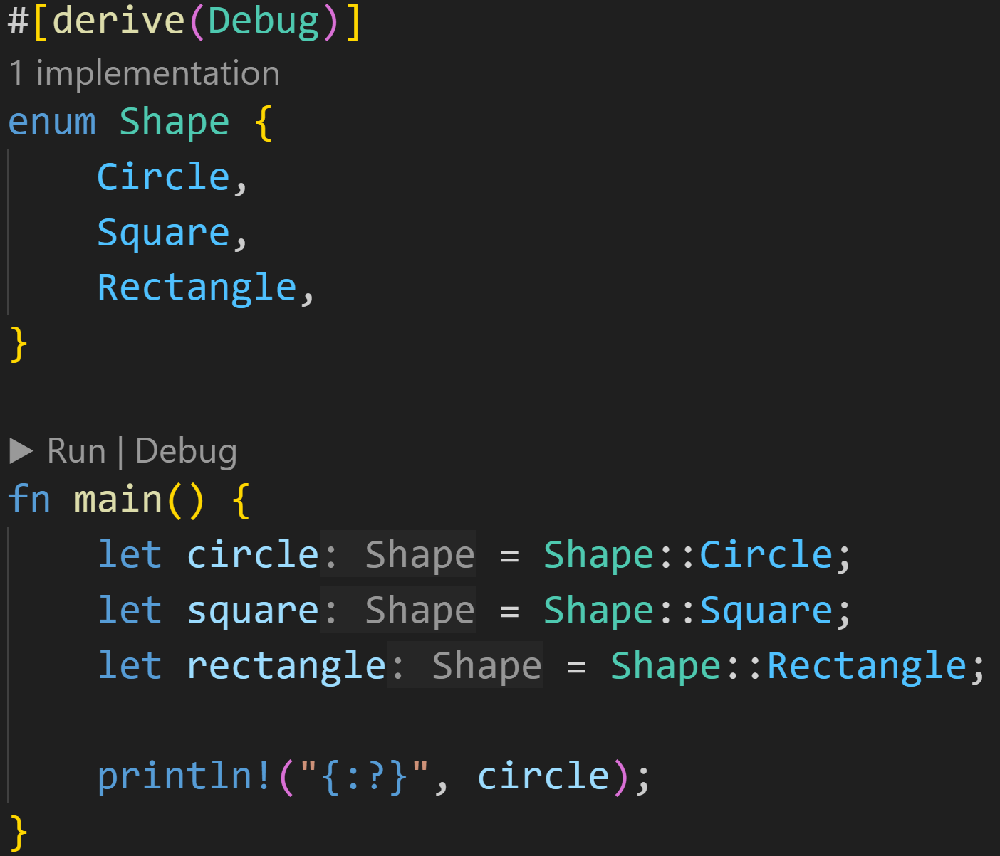 #[derive(Debug)]
1 implementation
enum Shape {
    Circle,
    Square,
    Rectangle,
}
▶ Run | Debug
fn main() {
    let circle: Shape = Shape::Circle;
    let square: Shape = Shape::Square;
    let rectangle: Shape = Shape::Rectangle;
    println!("{:?}", circle);
}